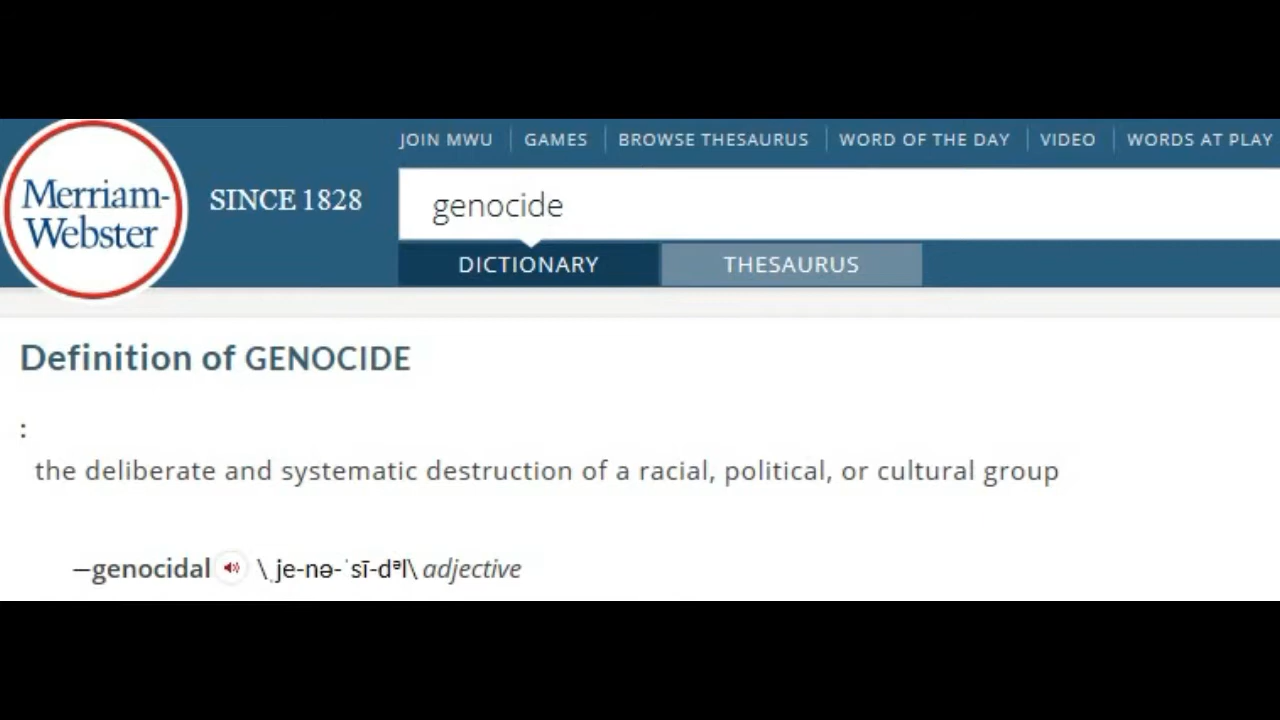 JOIN MWU GAMES BROWSE THESAURUS WORD OF THE DAY VIDEO WORDS AT PLAY
Merriam-
Webster
SINCE 1828
genocide
DICTIONARY THESAURUS
Definition of GENOCIDE
:
the deliberate and systematic destruction of a racial, political, or cultural group
—genocidal \ˌje-nə-ˈsī-dᵊl\ adjective